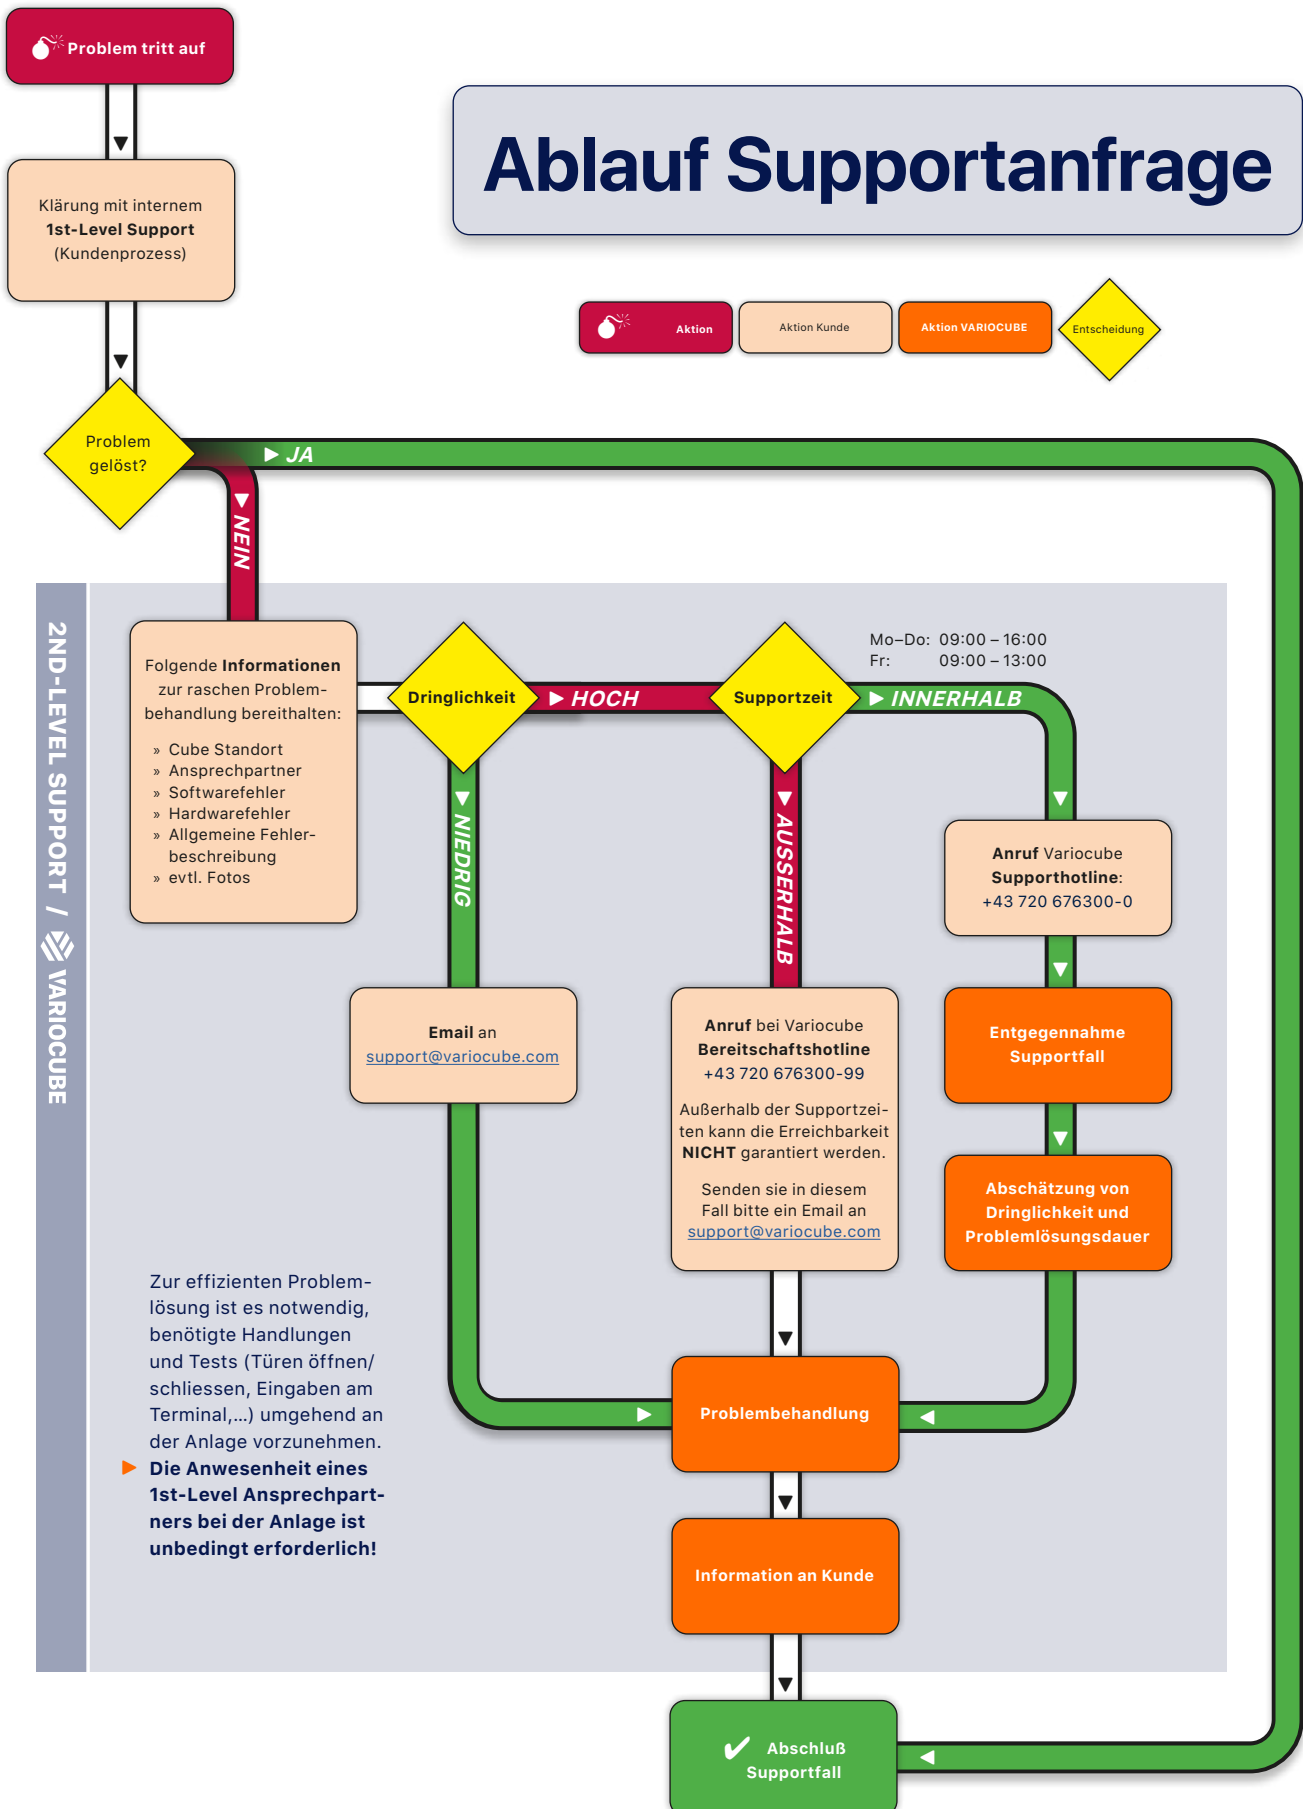 Problem tritt auf
Ablauf Supportanfrage
Klärung mit internem
1st-Level Support
(Kundenprozess)
Aktion
Aktion Kunde
Aktion VARIOCUBE
Entscheidung
Problem
gelöst?
JA
NEIN
2ND-LEVEL SUPPORT / VARIOCUBE
Folgende Informationen
zur raschen Problem-
behandlung bereithalten:
» Cube Standort
» Ansprechpartner
» Softwarefehler
» Hardwarefehler
» Allgemeine Fehler-
beschreibung
» evtl. Fotos
Dringlichkeit
HOCH
Supportzeit
Mo–Do: 09:00 – 16:00
Fr: 09:00 – 13:00
INNERHALB
NIEDRIG
AUSSERHALB
Anruf Variocube
Supporthotline:
+43 720 676300-0
Email an
support@variocube.com
Anruf bei Variocube
Bereitschaftshotline
+43 720 676300-99
Außerhalb der Supportzei-
ten kann die Erreichbarkeit
NICHT garantiert werden.
Senden sie in diesem
Fall bitte ein Email an
support@variocube.com
Entgegennahme
Supportfall
Abschätzung von
Dringlichkeit und
Problemlösungsdauer
Zur effizienten Problem-
lösung ist es notwendig,
benötigte Handlungen
und Tests (Türen öffnen/
schliessen, Eingaben am
Terminal,...) umgehend an
der Anlage vorzunehmen.
Die Anwesenheit eines
1st-Level Ansprechpart-
ners bei der Anlage ist
unbedingt erforderlich!
Problembehandlung
Information an Kunde
Abschluß
Supportfall